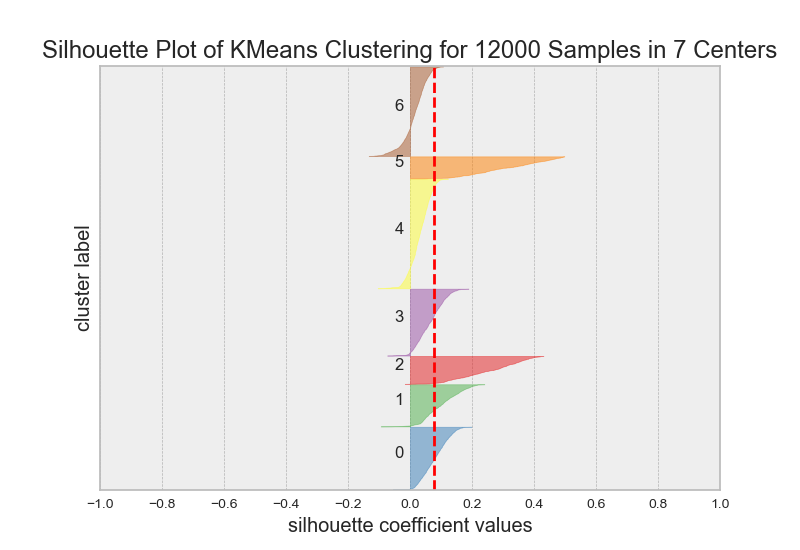 Silhouette Plot of KMeans Clustering for 12000 Samples in 7 Centers
6
5
4
3
2
1
0
cluster label
−1.0 −0.8 −0.6 −0.4 −0.2 0.0 0.2 0.4 0.6 0.8 1.0
silhouette coefficient values